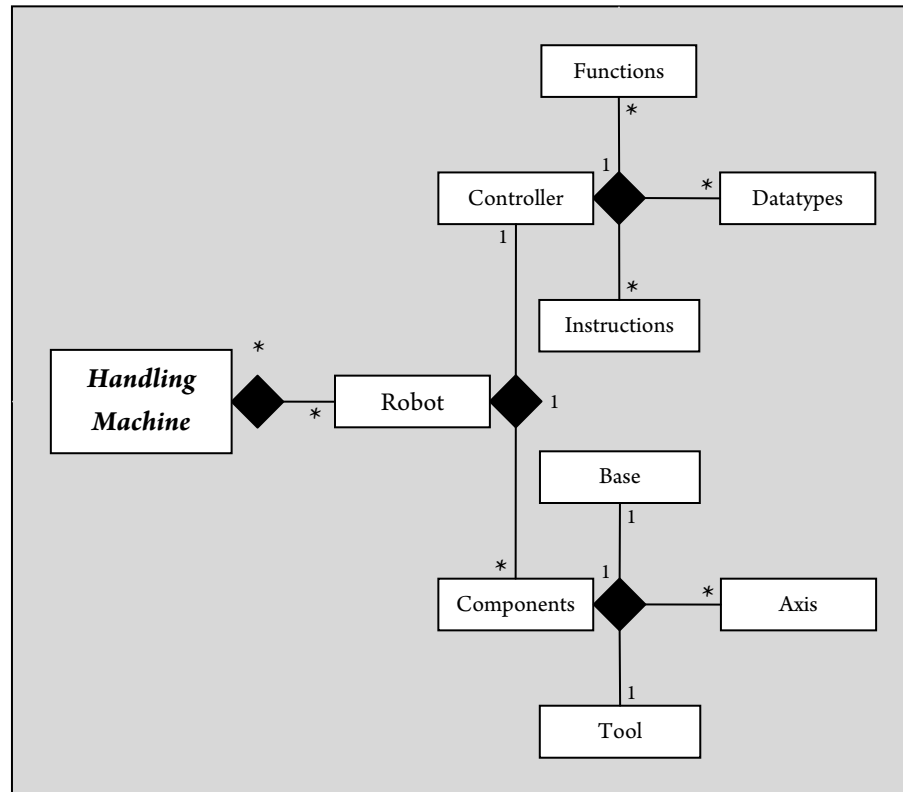 Functions
*
1
Controller
*
Datatypes
1
*
Instructions
*
Handling
Machine
*
Robot
1
Base
1
*
1
Components
*
Axis
1
Tool